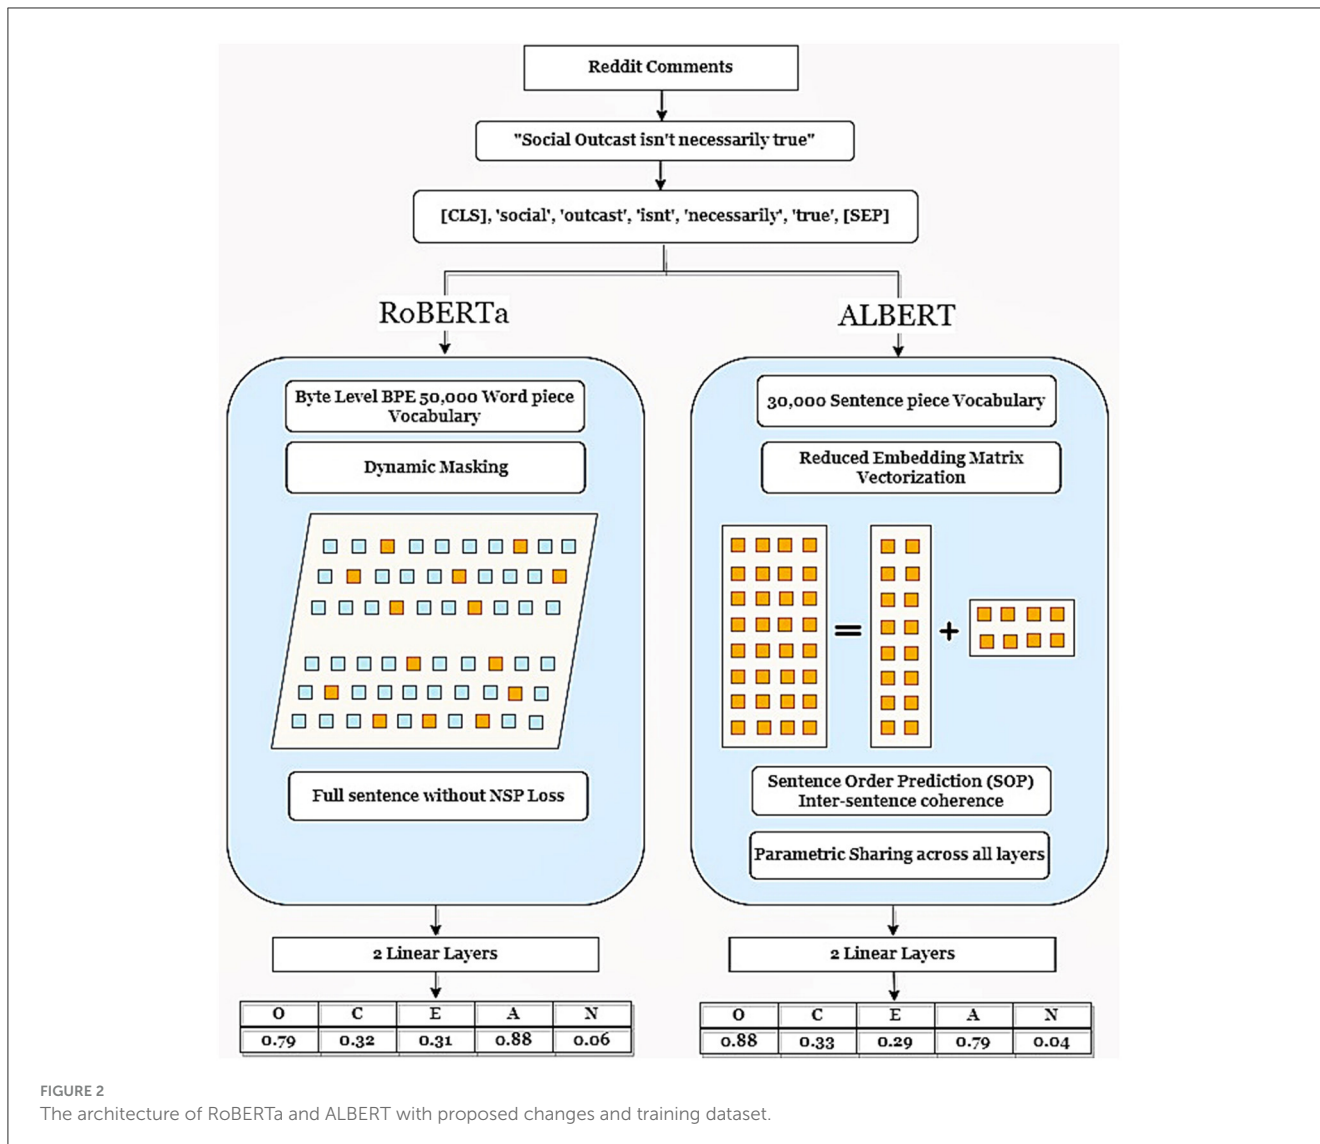 Reddit Comments
"Social Outcast isn't necessarily true"
[CLS], 'social', 'outcast', 'isnt', 'necessarily', 'true', [SEP]
RoBERTa
Byte Level BPE 50,000 Word piece
Vocabulary
Dynamic Masking
Full sentence without NSP Loss
2 Linear Layers
O C E A N
0.79 0.32 0.31 0.88 0.06
ALBERT
30,000 Sentence piece Vocabulary
Reduced Embedding Matrix
Vectorization
=
+
Sentence Order Prediction (SOP)
Inter-sentence coherence
Parametric Sharing across all layers
2 Linear Layers
O C E A N
0.88 0.33 0.29 0.79 0.04
FIGURE 2
The architecture of RoBERTa and ALBERT with proposed changes and training dataset.